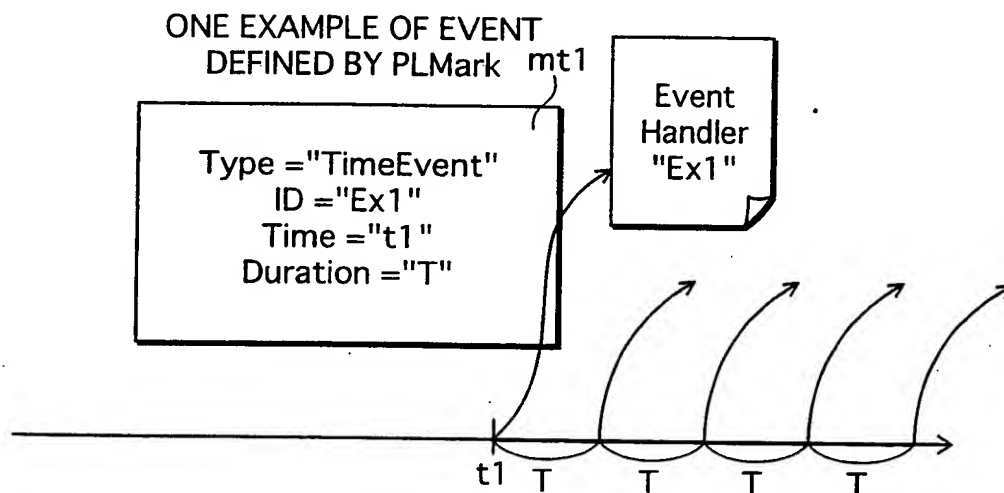 ONE EXAMPLE OF EVENT
DEFINED BY PLMark
mt1
Type ="TimeEvent"
ID ="Ex1"
Time ="t1"
Duration ="T"
Event
Handler
"Ex1"
t1
T
T
T
T